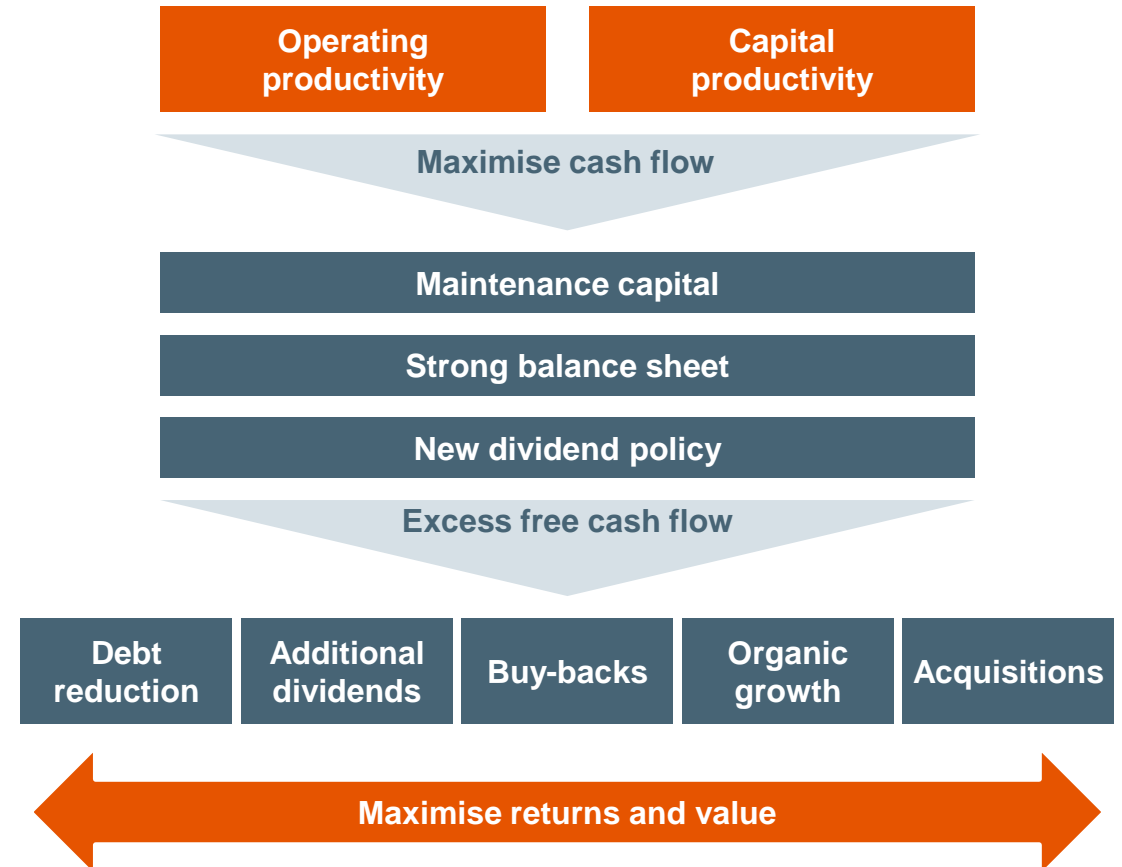 Operating
productivity
Capital
productivity
Maximise cash flow
Maintenance capital
Strong balance sheet
New dividend policy
Excess free cash flow
Debt
reduction
Additional
dividends
Buy-backs
Organic
growth
Acquisitions
Maximise returns and value